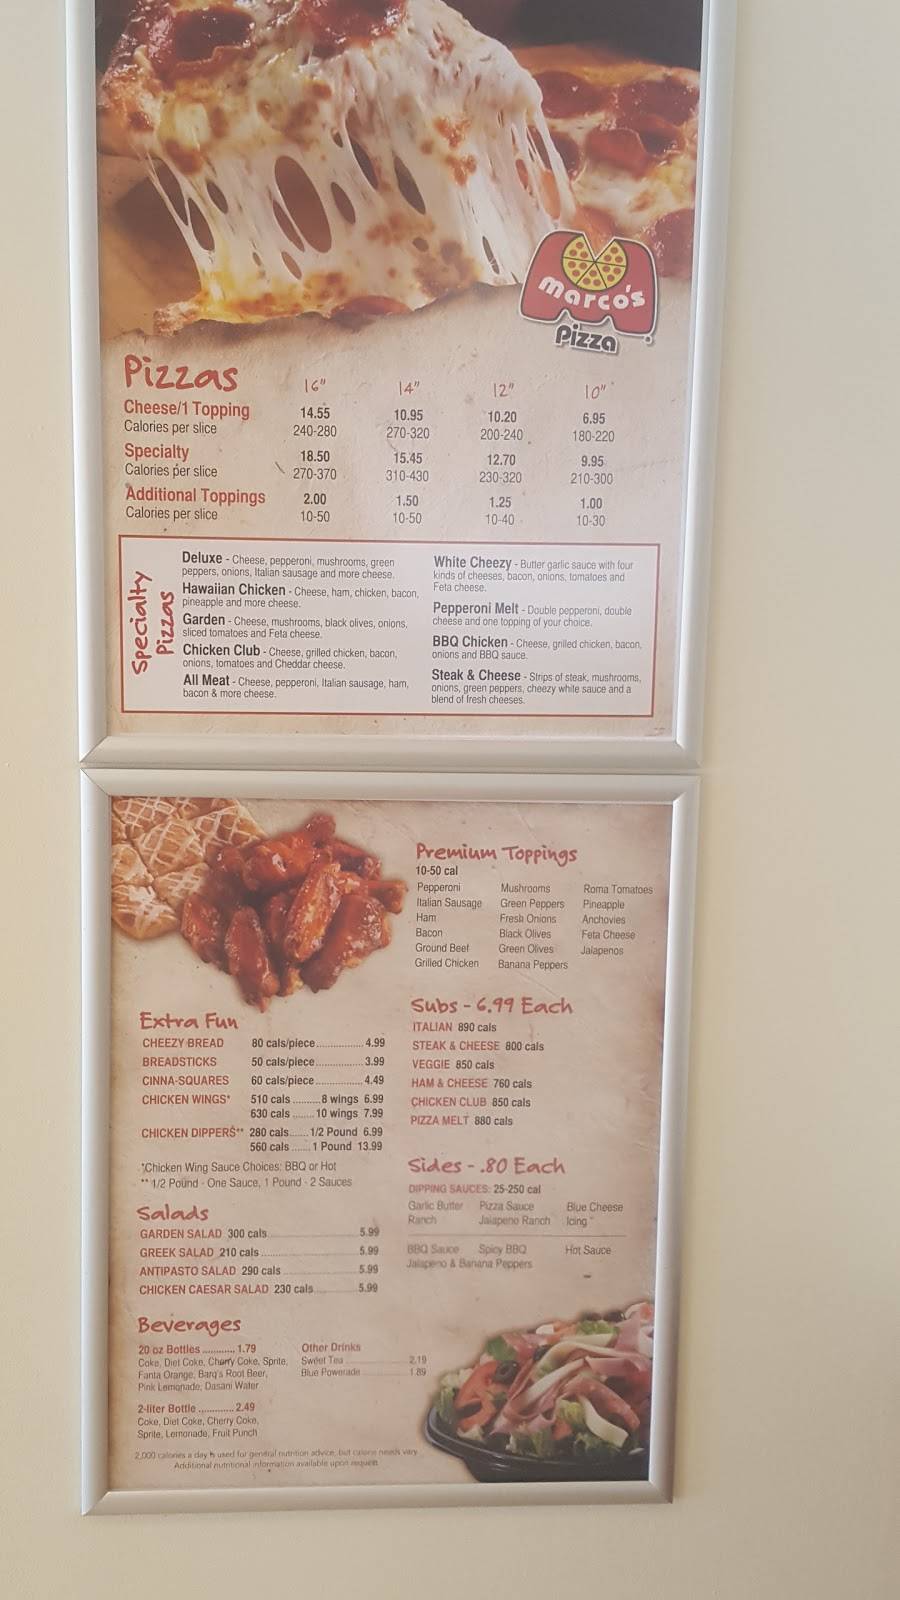 marco's
Pizza
Pizzas
16" 14" 12" 10"
Cheese/1 Topping 14.55 10.95 10.20 6.95
Calories per slice 240-280 270-320 200-240 180-220
Specialty 18.50 15.45 12.70 9.95
Calories per slice 270-370 310-430 230-320 210-300
Additional Toppings 2.00 1.50 1.25 1.00
Calories per slice 10-50 10-50 10-40 10-30
Specialty
Pizzas
Deluxe - Cheese, pepperoni, mushrooms, green
peppers, onions, Italian sausage and more cheese.
Hawaiian Chicken - Cheese, ham, chicken, bacon,
pineapple and more cheese.
Garden - Cheese, mushrooms, black olives, onions,
sliced tomatoes and Feta cheese.
Chicken Club - Cheese, grilled chicken, bacon,
onions, tomatoes and Cheddar cheese.
All Meat - Cheese, pepperoni, Italian sausage, ham,
bacon & more cheese.
White Cheezy - Butter garlic sauce with four
kinds of cheeses, bacon, onions, tomatoes and
Feta cheese.
Pepperoni Melt - Double pepperoni, double
cheese and one topping of your choice.
BBQ Chicken - Cheese, grilled chicken, bacon,
onions and BBQ sauce.
Steak & Cheese - Strips of steak, mushrooms,
onions, green peppers, cheezy white sauce and a
blend of fresh cheeses.
Premium Toppings
10-50 cal
Pepperoni Mushrooms Roma Tomatoes
Italian Sausage Green Peppers Pineapple
Ham Fresh Onions Anchovies
Bacon Black Olives Feta Cheese
Ground Beef Green Olives Jalapenos
Grilled Chicken Banana Peppers
Extra Fun
CHEEZY BREAD 80 cals/piece................ 4.99
BREADSTICKS 50 cals/piece................ 3.99
CINNA-SQUARES 60 cals/piece................ 4.49
CHICKEN WINGS* 510 cals .........8 wings 6.99
630 cals ....... 10 wings 7.99
CHICKEN DIPPERS** 280 cals...... 1/2 Pound 6.99
560 cals ...... 1 Pound 13.99
*Chicken Wing Sauce Choices: BBQ or Hot
** 1/2 Pound - One Sauce, 1 Pound - 2 Sauces
Subs - 6.99 Each
ITALIAN 890 cals
STEAK & CHEESE 800 cals
VEGGIE 850 cals
HAM & CHEESE 760 cals
CHICKEN CLUB 850 cals
PIZZA MELT 880 cals
Sides - .80 Each
DIPPING SAUCES: 25-250 cal
Garlic Butter Pizza Sauce Blue Cheese
Ranch Jalapeno Ranch Icing
BBQ Sauce Spicy BBQ Hot Sauce
Jalapeno & Banana Peppers
Salads
GARDEN SALAD 300 cals 5.99
GREEK SALAD 210 cals 5.99
ANTIPASTO SALAD 290 cals 5.99
CHICKEN CAESAR SALAD 230 cals 5.99
Beverages
20 oz Bottles ............ 1.79
Coke, Diet Coke, Cherry Coke, Sprite,
Fanta Orange, Barq's Root Beer,
Pink Lemonade, Dasani Water
Other Drinks
Sweet Tea 2.19
Blue Powerade 1.89
2-liter Bottle ............. 2.49
Coke, Diet Coke, Cherry Coke,
Sprite, Lemonade, Fruit Punch
2,000 calories a day is used for general nutrition advice, but calorie needs vary.
Additional nutritional information available upon request.